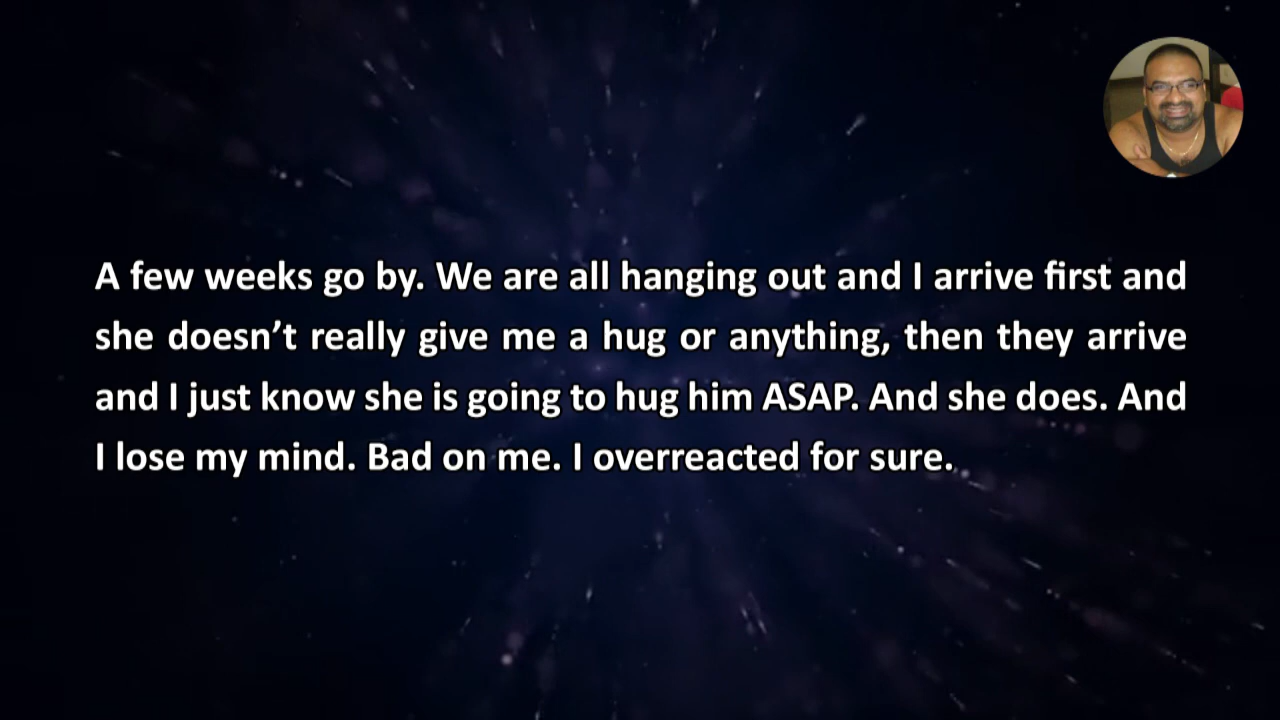 A few weeks go by. We are all hanging out and I arrive first and
she doesn’t really give me a hug or anything, then they arrive
and I just know she is going to hug him ASAP. And she does. And
I lose my mind. Bad on me. I overreacted for sure.